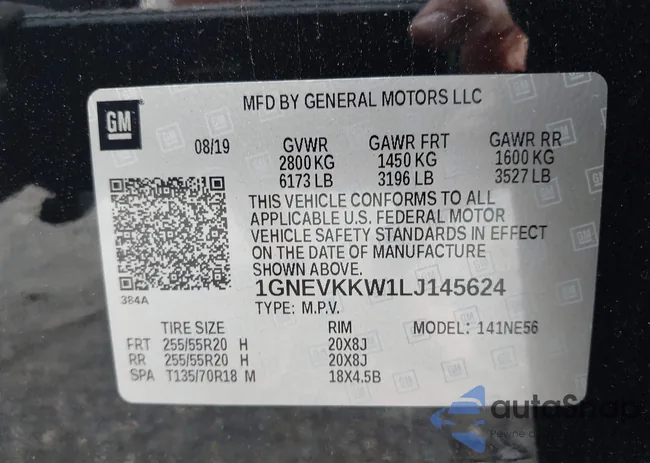 GM
MFD BY GENERAL MOTORS LLC
08/19 GVWR GAWR FRT GAWR RR
2800 KG 1450 KG 1600 KG
6173 LB 3196 LB 3527 LB
THIS VEHICLE CONFORMS TO ALL
APPLICABLE U.S. FEDERAL MOTOR
VEHICLE SAFETY STANDARDS IN EFFECT
ON THE DATE OF MANUFACTURE
SHOWN ABOVE.
384A
1GNEVKKW1LJ145624
TYPE: M.P.V.
TIRE SIZE RIM MODEL: 141NE56
FRT 255/55R20 H 20X8J
RR 255/55R20 H 20X8J
SPA T135/70R18 M 18X4.5B
autoSnap